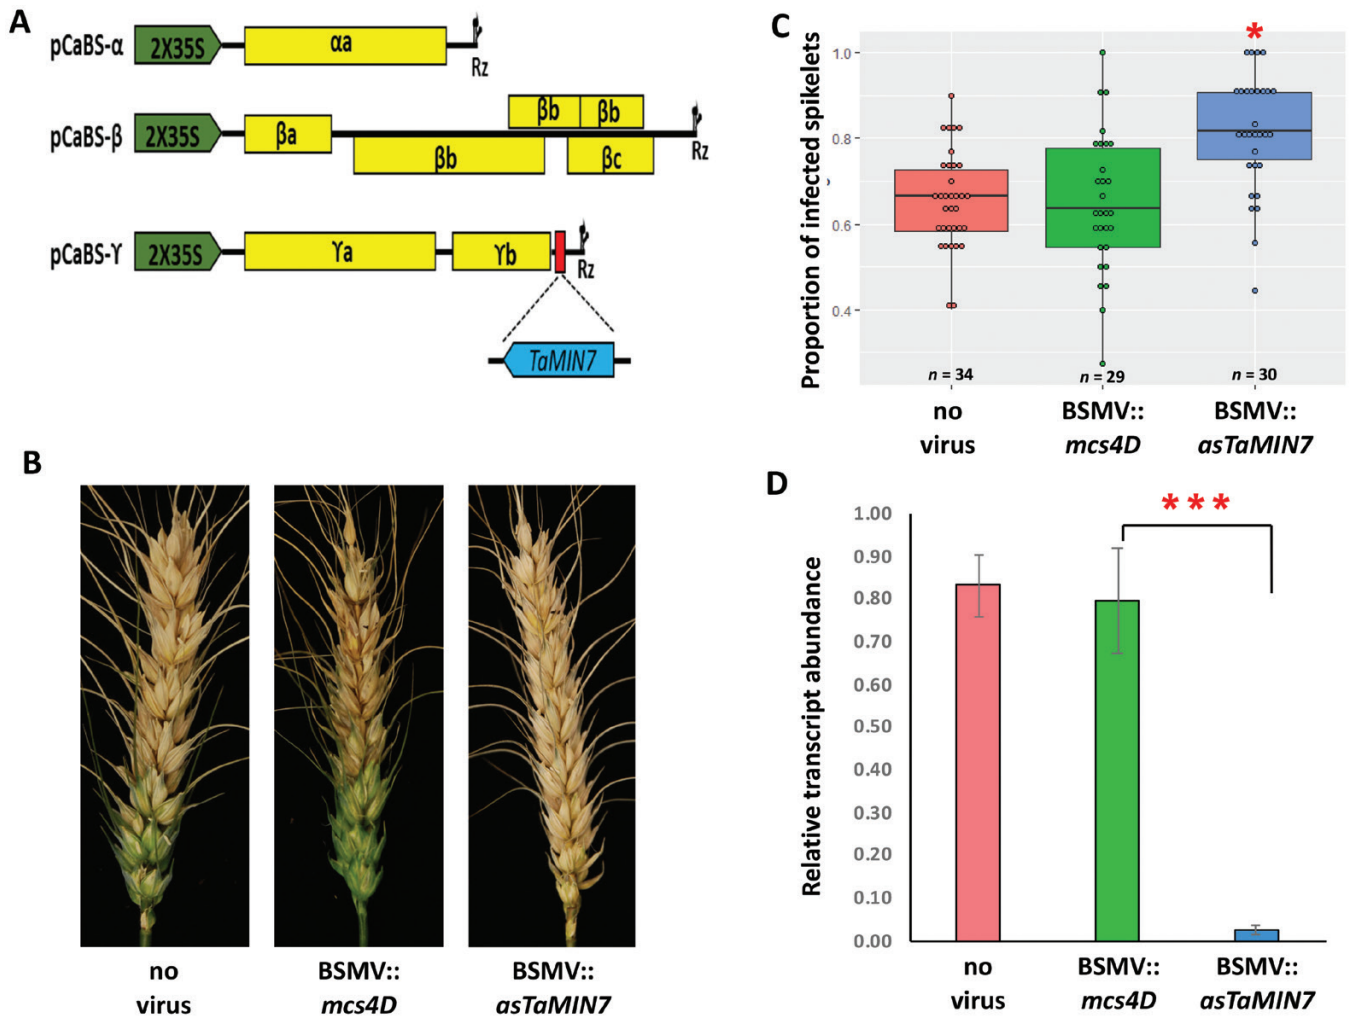 A
pCaBS-α
2X35S
αa
Rz
pCaBS-β
2X35S
βa
βb
βb
βb
βc
Rz
pCaBS-γ
2X35S
γa
γb
Rz
TaMIN7
B
no
virus
BSMV::
mcs4D
BSMV::
asTaMIN7
C
Proportion of infected spikelets
*
1.0
0.8
0.6
0.4
n = 34
n = 29
n = 30
no
virus
BSMV::
mcs4D
BSMV::
asTaMIN7
D
Relative transcript abundance
***
1.00
0.90
0.80
0.70
0.60
0.50
0.40
0.30
0.20
0.10
0.00
no
virus
BSMV::
mcs4D
BSMV::
asTaMIN7